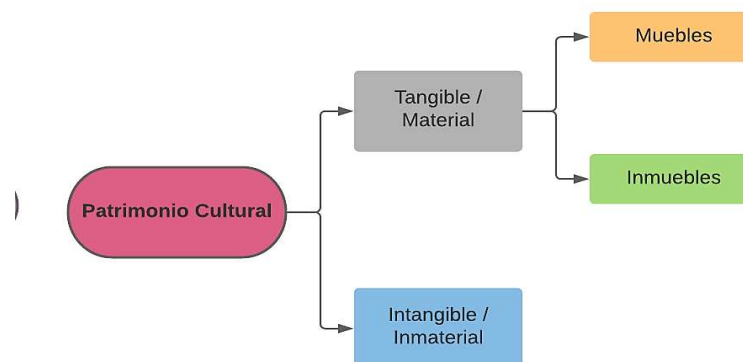 Patrimonio Cultural
Tangible /
Material
Muebles
Inmuebles
Intangible /
Inmaterial